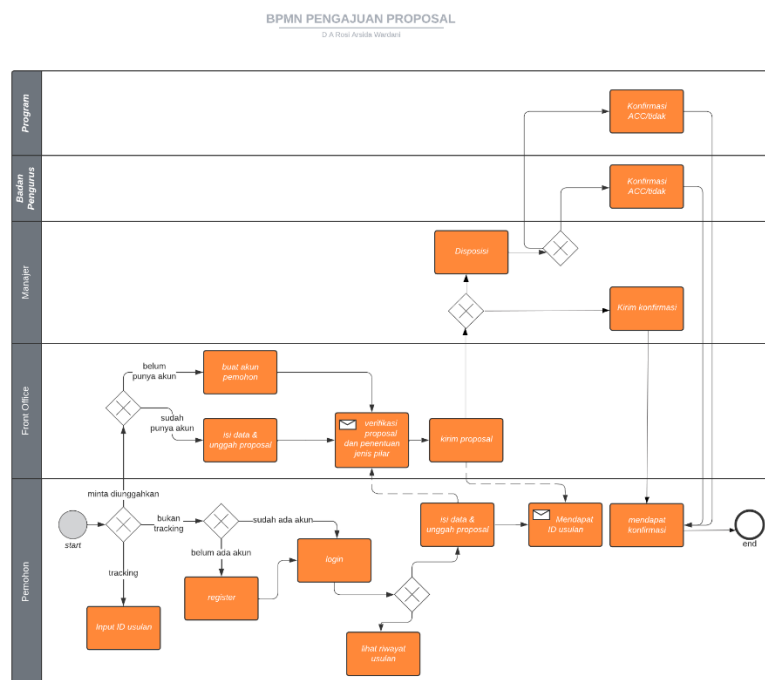 BPMN PENGAJUAN PROPOSAL
D A Rosi Arsida Wardani
Program
Konfirmasi
ACC/tidak
Badan
Pengurus
Konfirmasi
ACC/tidak
Manajer
Disposisi
Kirim konfirmasi
Front Office
belum
punya akun
buat akun
pemohon
sudah
punya akun
isi data &
unggah proposal
verifikasi
proposal
dan penentuan
jenis pilar
kirim proposal
Pemohon
minta diunggahkan
start
bukan
tracking
sudah ada akun
belum ada akun
tracking
input ID usulan
register
login
lihat riwayat
usulan
isi data &
unggah proposal
Mendapat
ID usulan
mendapat
konfirmasi
end